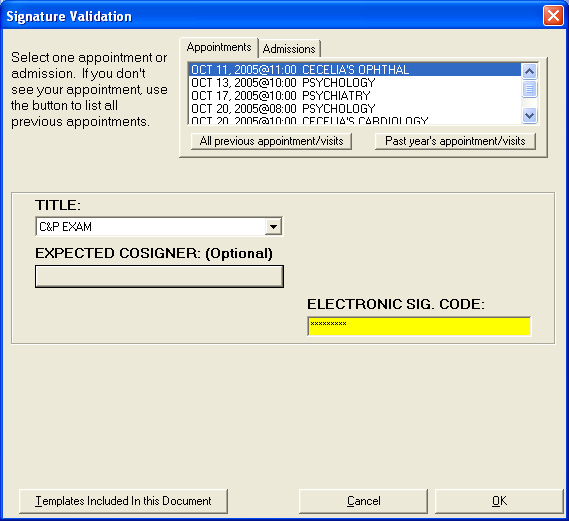 Signature Validation
Select one appointment or
admission. If you don't
see your appointment, use
the button to list all
previous appointments.
Appointments
Admissions
OCT 11, 2005@11:00 CECELIA'S OPHTHAL
OCT 13, 2005@10:00 PSYCHOLOGY
OCT 17, 2005@10:00 PSYCHIATRY
OCT 20, 2005@08:00 PSYCHOLOGY
OCT 20, 2005@10:00 CECELIA'S CARDIOLOGY
All previous appointment/visits
Past year's appointment/visits
TITLE:
C&P EXAM
EXPECTED COSIGNER: (Optional)
ELECTRONIC SIG. CODE:
*********
Templates Included In this Document
Cancel
OK